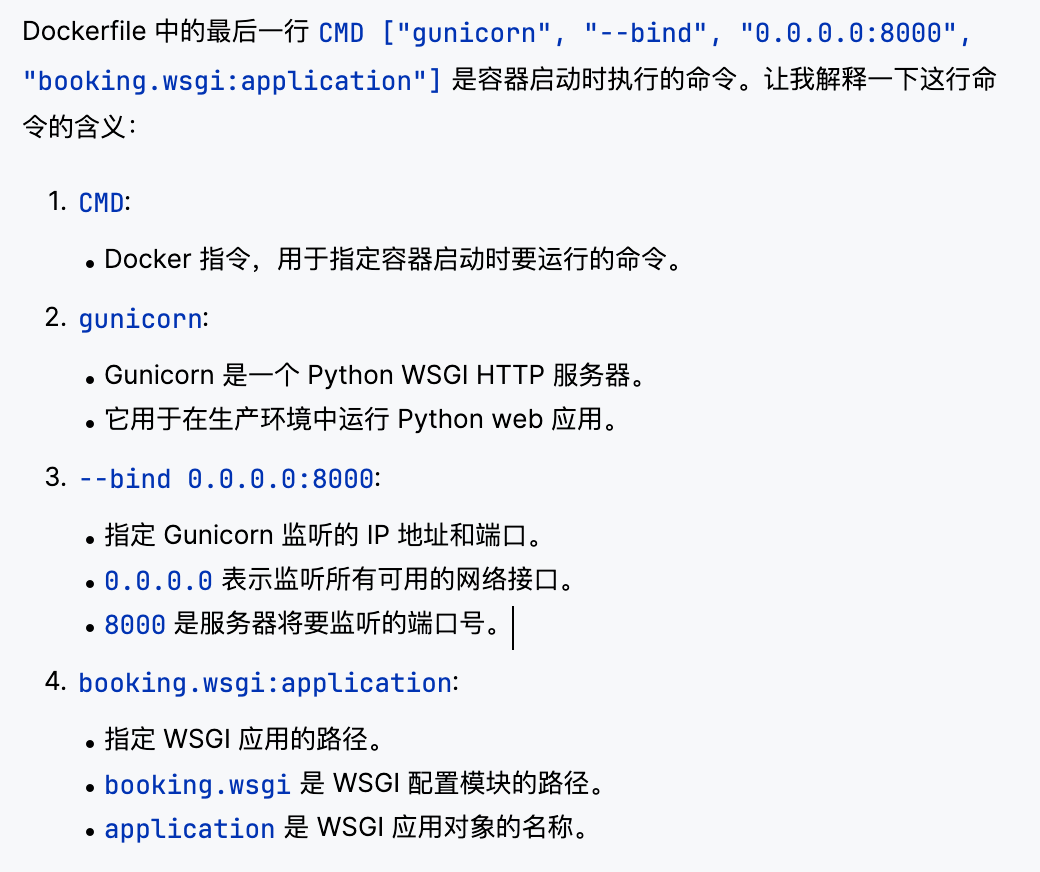 Dockerfile 中的最后一行 CMD ["gunicorn", "--bind", "0.0.0.0:8000",
"booking.wsgi:application"] 是容器启动时执行的命令。让我解释一下这行命
令的含义：
1. CMD:
• Docker 指令，用于指定容器启动时要运行的命令。
2. gunicorn:
• Gunicorn 是一个 Python WSGI HTTP 服务器。
• 它用于在生产环境中运行 Python web 应用。
3. --bind 0.0.0.0:8000:
• 指定 Gunicorn 监听的 IP 地址和端口。
• 0.0.0.0 表示监听所有可用的网络接口。
• 8000 是服务器将要监听的端口号。
4. booking.wsgi:application:
• 指定 WSGI 应用的路径。
• booking.wsgi 是 WSGI 配置模块的路径。
• application 是 WSGI 应用对象的名称。